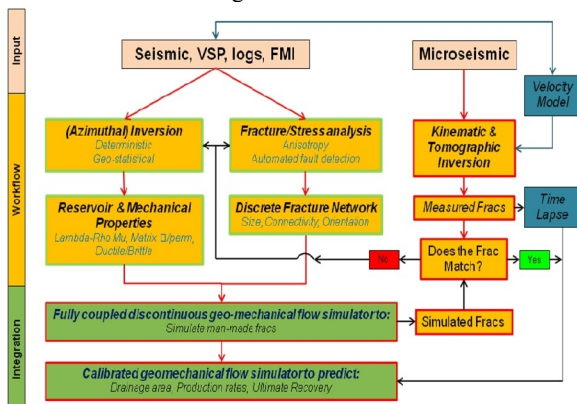 Input
Seismic, VSP, logs, FMI
Microseismic
Velocity
Model
Workflow
(Azimuthal) Inversion
Deterministic
Geo-statistical
Fracture/Stress analysis
Anisotropy
Automated fault detection
Kinematic &
Tomographic
Inversion
Reservoir & Mechanical
Properties
Lambda-Rho Mu, Matrix /perm,
Ductile/Brittle
Discrete Fracture Network
Size, Connectivity, Orientation
Measured Fracs
Time
Lapse
Does the Frac
Match?
No
Yes
Integration
Fully coupled discontinuous geo-mechanical flow simulator to:
Simulate man-made fracs
Simulated Fracs
Calibrated geomechanical flow simulator to predict:
Drainage area, Production rates, Ultimate Recovery